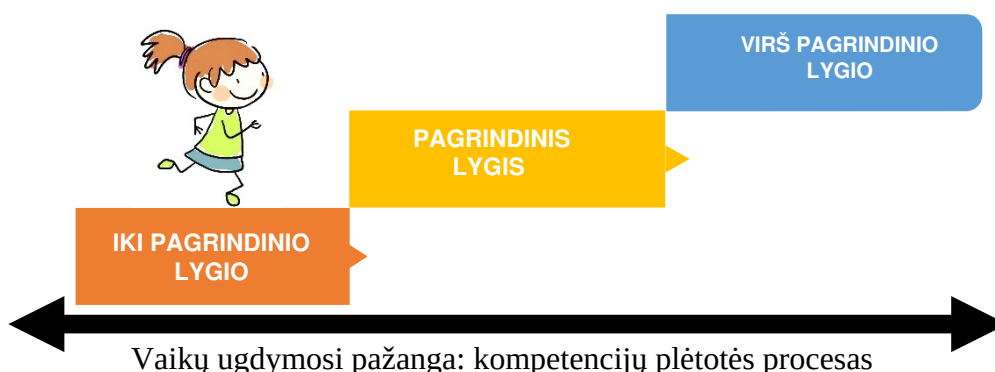 VIRŠ PAGRINDINIO
LYGIO
PAGRINDINIS
LYGIS
IKI PAGRINDINIO
LYGIO
Vaikų ugdymosi pažanga: kompetencijų plėtotės procesas